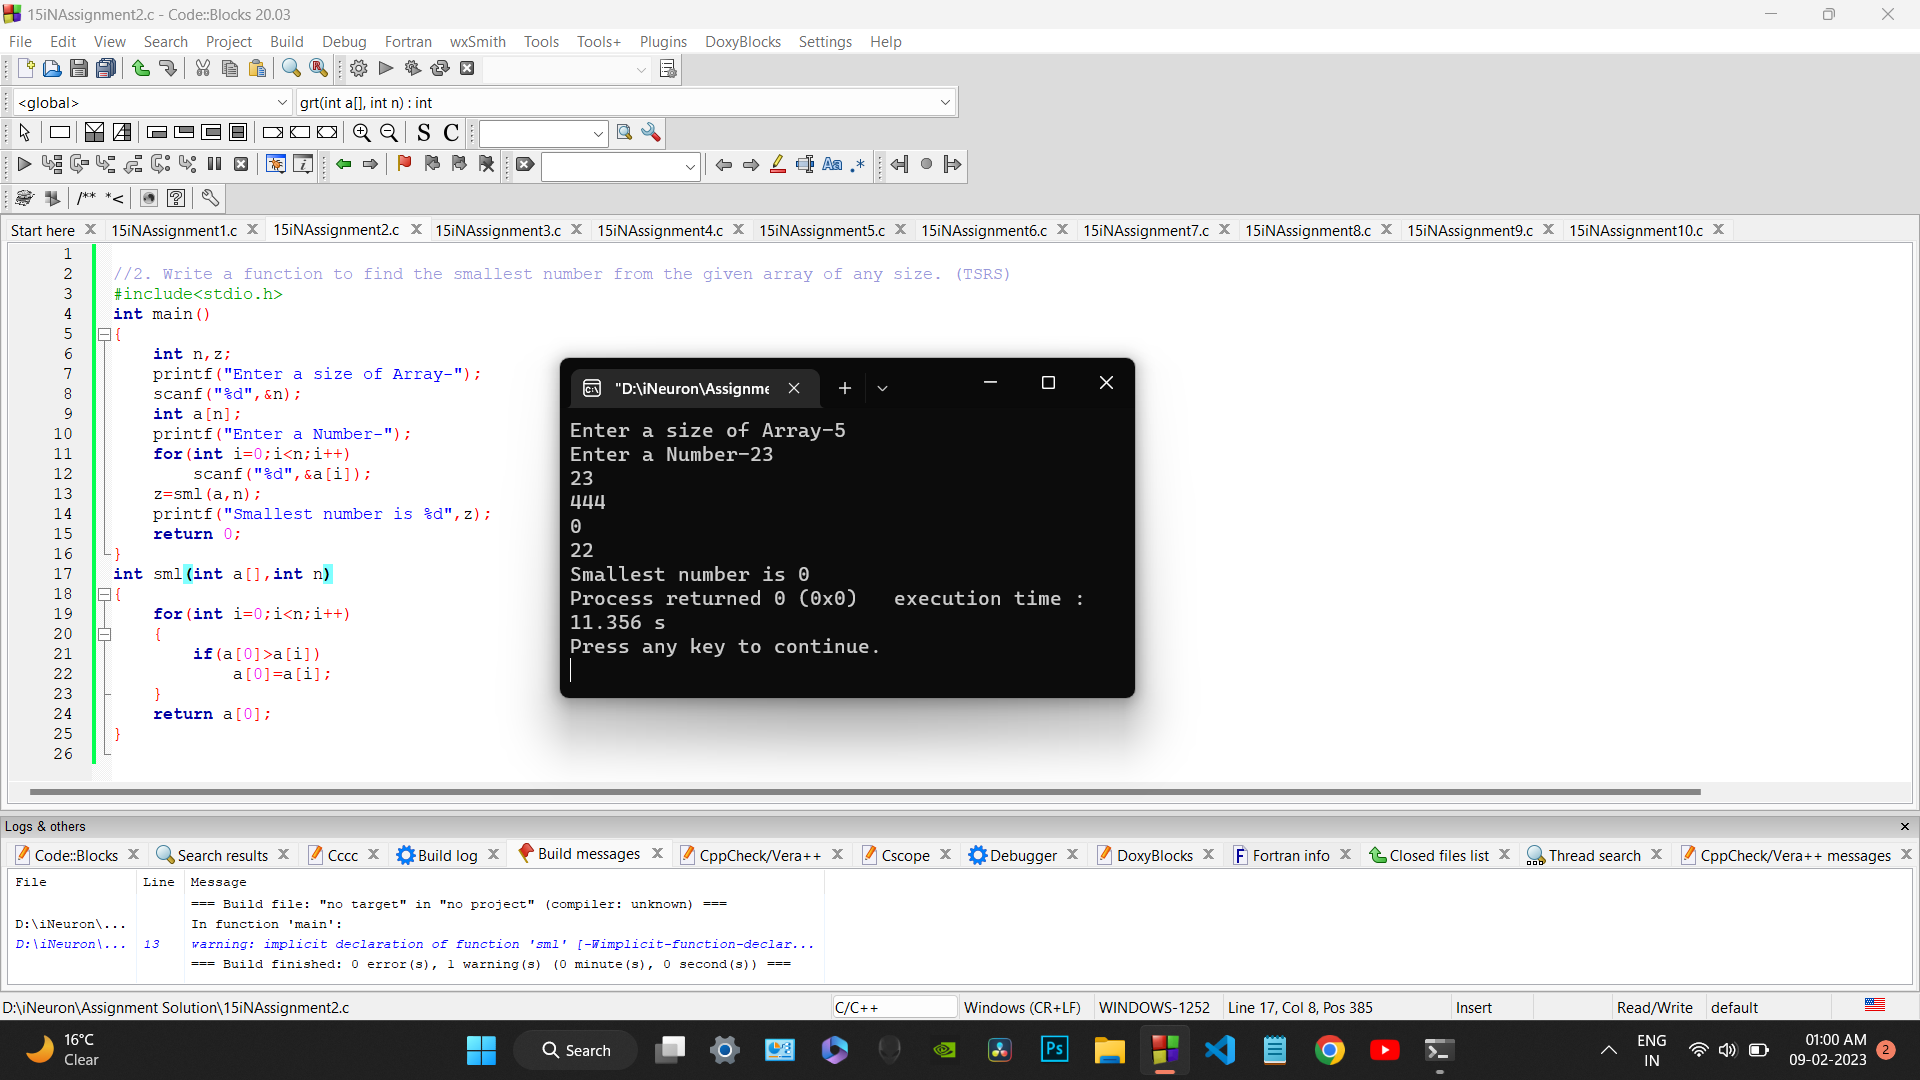 15iNAssignment2.c - Code::Blocks 20.03
File Edit View Search Project Build Debug Fortran wxSmith Tools Tools+ Plugins DoxyBlocks Settings Help
<global> grt(int a[], int n) : int
S C
Aa .*
/** *<
Start here 15iNAssignment1.c 15iNAssignment2.c 15iNAssignment3.c 15iNAssignment4.c 15iNAssignment5.c 15iNAssignment6.c 15iNAssignment7.c 15iNAssignment8.c 15iNAssignment9.c 15iNAssignment10.c
1
2 //2. Write a function to find the smallest number from the given array of any size. (TSRS)
3 #include<stdio.h>
4 int main()
5 {
6 int n,z;
7 printf("Enter a size of Array-");
8 scanf("%d",&n);
9 int a[n];
10 printf("Enter a Number-");
11 for(int i=0;i<n;i++)
12 scanf("%d",&a[i]);
13 z=sml(a,n);
14 printf("Smallest number is %d",z);
15 return 0;
16 }
17 int sml(int a[],int n)
18 {
19 for(int i=0;i<n;i++)
20 {
21 if(a[0]>a[i])
22 a[0]=a[i];
23 }
24 return a[0];
25 }
26
"D:\iNeuron\Assignme
Enter a size of Array-5
Enter a Number-23
23
444
0
22
Smallest number is 0
Process returned 0 (0x0)   execution time :
11.356 s
Press any key to continue.
Logs & others
Code::Blocks Search results Cccc Build log Build messages CppCheck/Vera++ Cscope Debugger DoxyBlocks Fortran info Closed files list Thread search CppCheck/Vera++ messages
File Line Message
=== Build file: "no target" in "no project" (compiler: unknown) ===
D:\iNeuron\... In function 'main':
D:\iNeuron\... 13 warning: implicit declaration of function 'sml' [-Wimplicit-function-declar...
=== Build finished: 0 error(s), 1 warning(s) (0 minute(s), 0 second(s)) ===
D:\iNeuron\Assignment Solution\15iNAssignment2.c C/C++ Windows (CR+LF) WINDOWS-1252 Line 17, Col 8, Pos 385 Insert Read/Write default
16°C
Clear
Search
Ps
ENG
IN
01:00 AM
09-02-2023
2